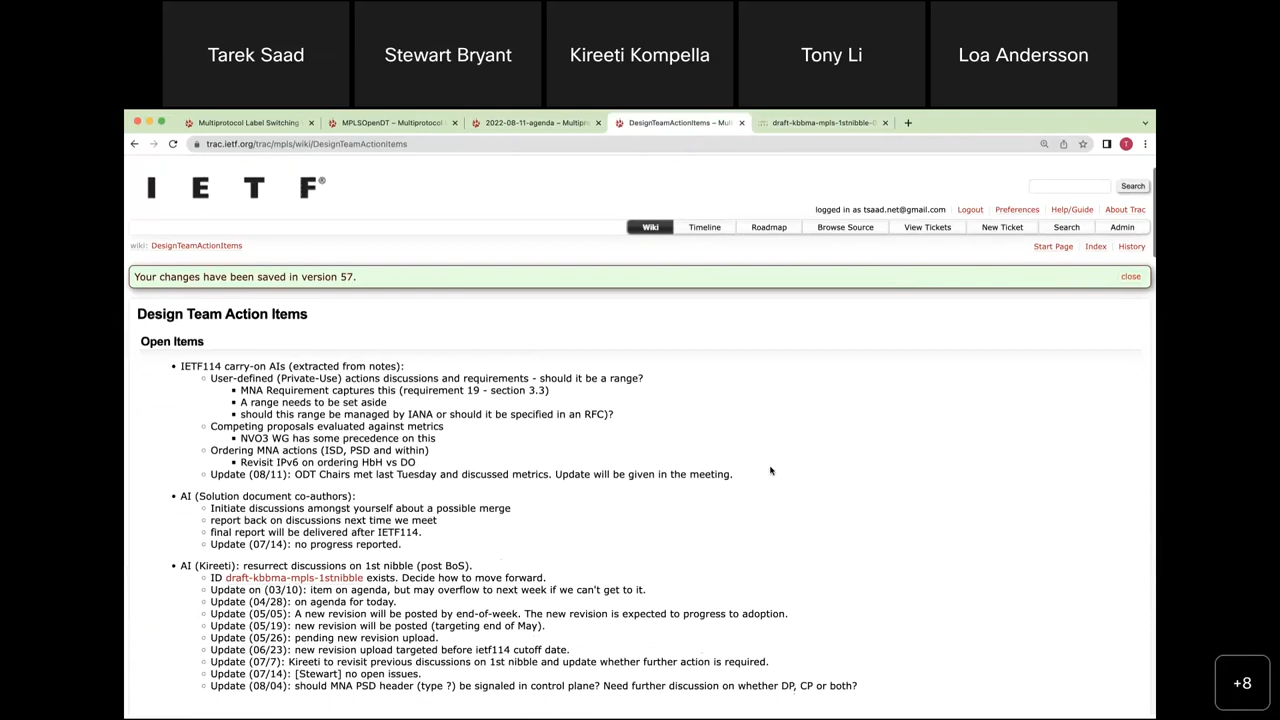 Tarek Saad
Stewart Bryant
Kireeti Kompella
Tony Li
Loa Andersson
Multiprotocol Label Switching
MPLSOpenDT – Multiprotocol
2022-08-11-agenda – Multipro
DesignTeamActionItems – Mul
draft-kbbma-mpls-1stnibble-0
trac.ietf.org/trac/mpls/wiki/DesignTeamActionItems
T
I E T F®
Search
logged in as tsaad.net@gmail.com
Logout
Preferences
Help/Guide
About Trac
Wiki
Timeline
Roadmap
Browse Source
View Tickets
New Ticket
Search
Admin
wiki: DesignTeamActionItems
Start Page
Index
History
Your changes have been saved in version 57.
close
Design Team Action Items
Open Items
• IETF114 carry-on AIs (extracted from notes):
User-defined (Private-Use) actions discussions and requirements - should it be a range?
MNA Requirement captures this (requirement 19 - section 3.3)
A range needs to be set aside
should this range be managed by IANA or should it be specified in an RFC)?
Competing proposals evaluated against metrics
NVO3 WG has some precedence on this
Ordering MNA actions (ISD, PSD and within)
Revisit IPv6 on ordering HbH vs DO
Update (08/11): ODT Chairs met last Tuesday and discussed metrics. Update will be given in the meeting.
• AI (Solution document co-authors):
Initiate discussions amongst yourself about a possible merge
report back on discussions next time we meet
final report will be delivered after IETF114.
Update (07/14): no progress reported.
• AI (Kireeti): resurrect discussions on 1st nibble (post BoS).
ID draft-kbbma-mpls-1stnibble exists. Decide how to move forward.
Update on (03/10): item on agenda, but may overflow to next week if we can't get to it.
Update (04/28): on agenda for today.
Update (05/05): A new revision will be posted by end-of-week. The new revision is expected to progress to adoption.
Update (05/19): new revision will be posted (targeting end of May).
Update (05/26): pending new revision upload.
Update (06/23): new revision upload targeted before ietf114 cutoff date.
Update (07/7): Kireeti to revisit previous discussions on 1st nibble and update whether further action is required.
Update (07/14): [Stewart] no open issues.
Update (08/04): should MNA PSD header (type ?) be signaled in control plane? Need further discussion on whether DP, CP or both?
+8